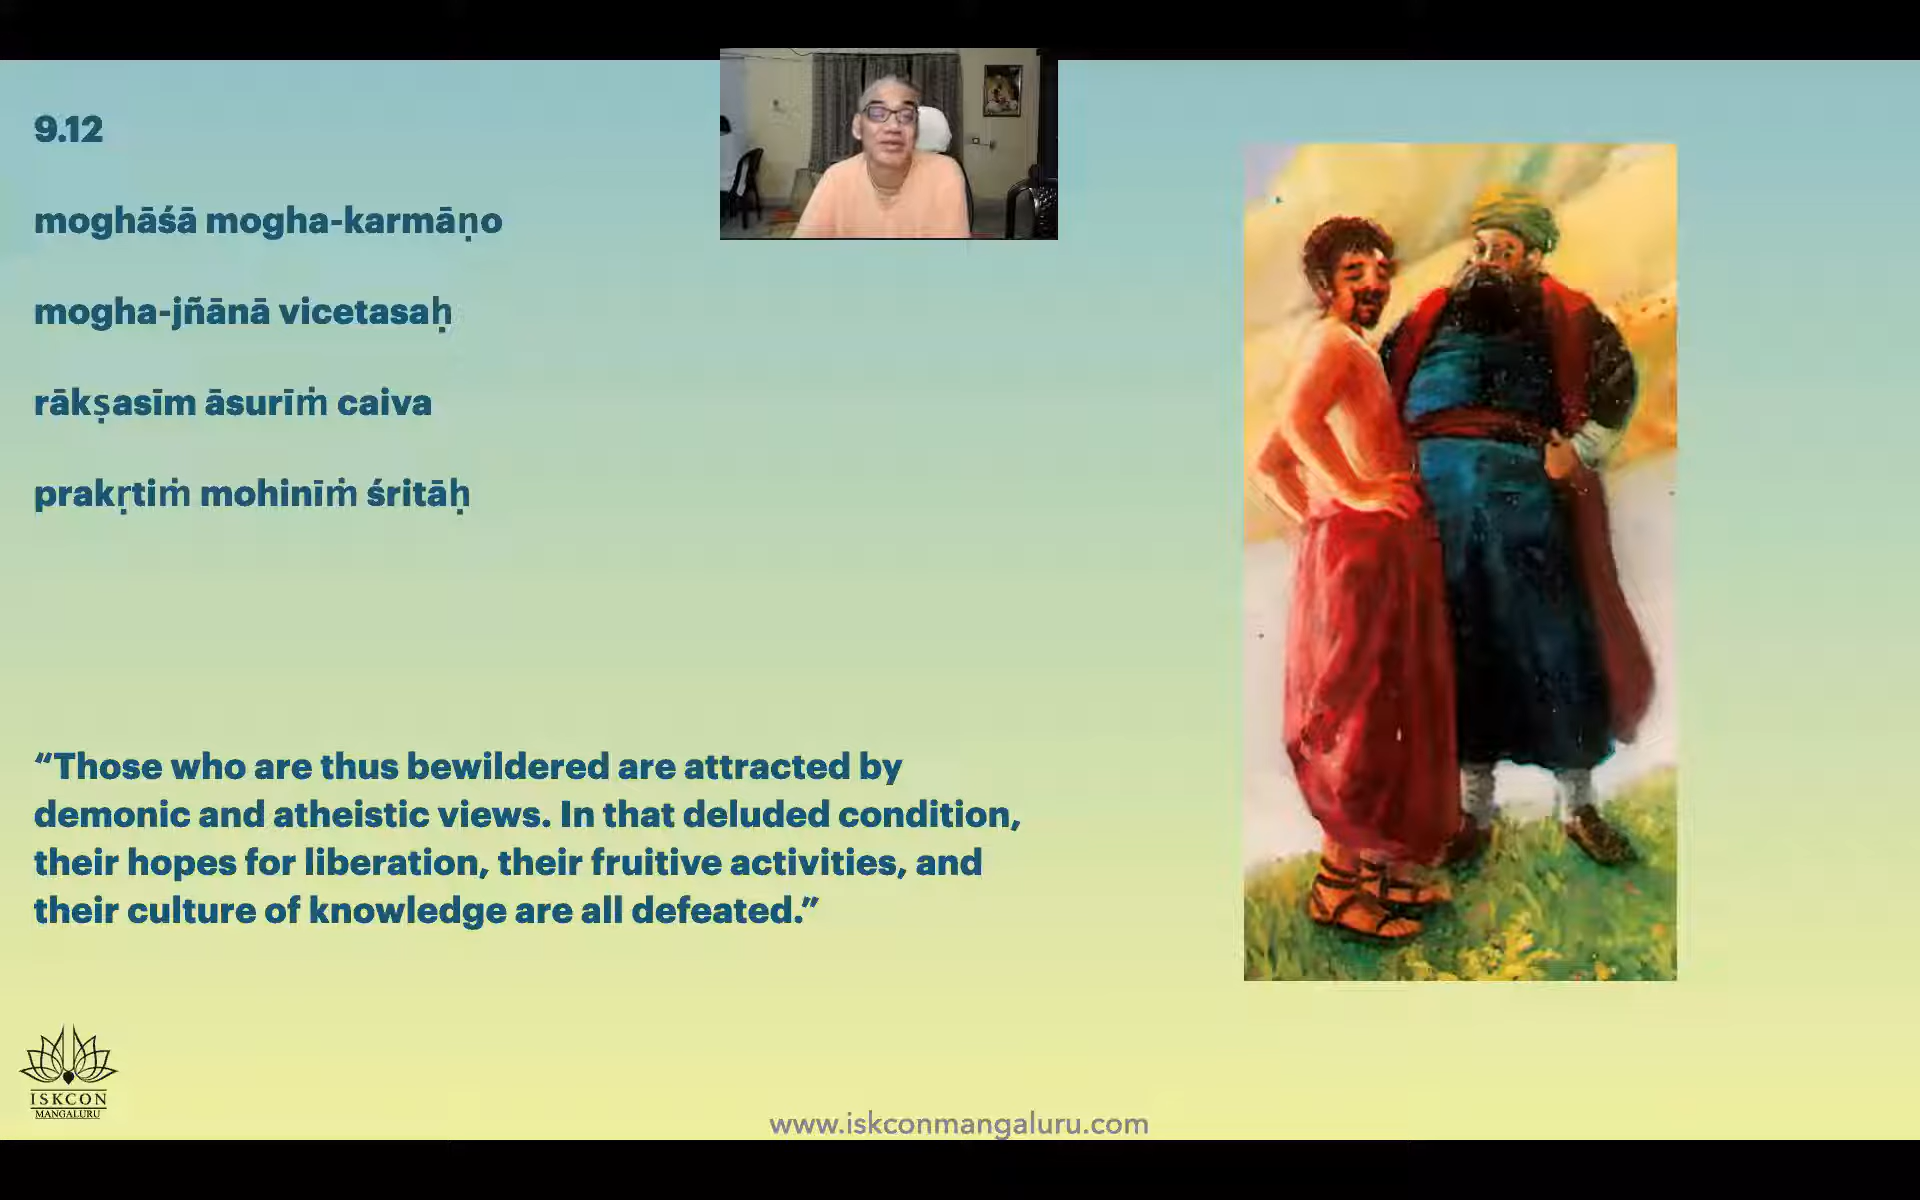 9.12
moghāśā mogha-karmāṇo
mogha-jñānā vicetasaḥ
rākṣasīm āsurīṁ caiva
prakṛtiṁ mohinīṁ śritāḥ
“Those who are thus bewildered are attracted by
demonic and atheistic views. In that deluded condition,
their hopes for liberation, their fruitive activities, and
their culture of knowledge are all defeated.”
ISKCON
MANGALURU
www.iskconmangaluru.com